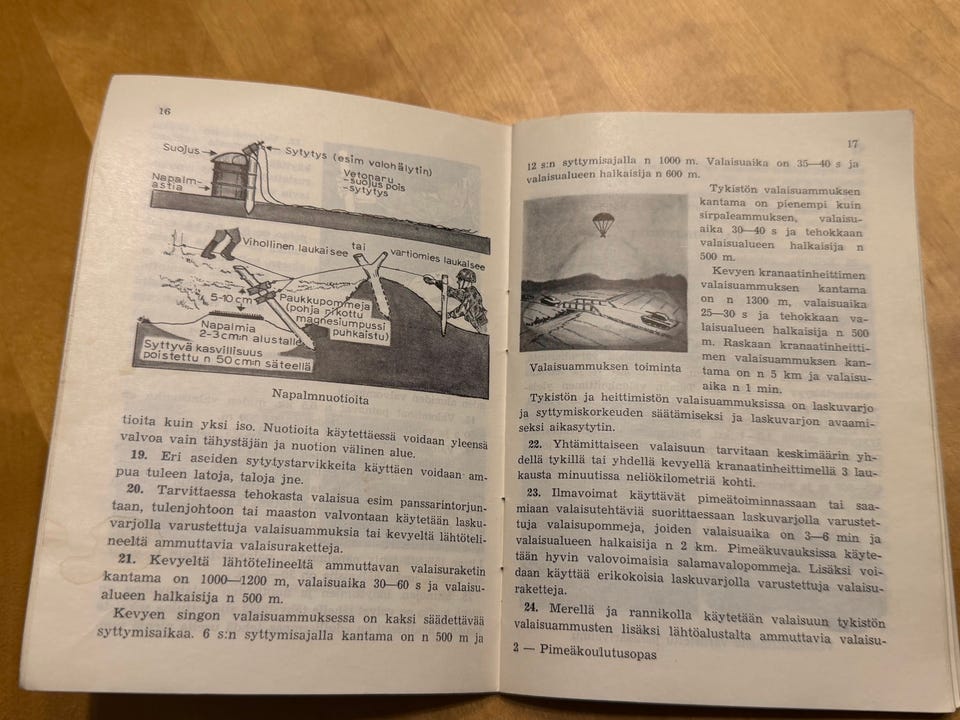 16
Suojus
Sytytys (esim valohälytin)
Vetonaru
-suojus pois
-sytytys
Napalm-
astia
Vihollinen laukaisee tai vartiomies laukaisee
5-10 cm
Paukkupommeja
(pohja rikottu
magnesiumpussi
puhkaistu)
Napalmia
2-3 cm:n alustalle
Syttyvä kasvillisuus
poistettu n 50 cm:n säteellä
Napalmnuotioita
tioita kuin yksi iso. Nuotioita käytettäessä voidaan yleensä
valvoa vain tähystäjän ja nuotion välinen alue.
19. Eri aseiden sytytystarvikkeita käyttäen voidaan am-
pua tuleen latoja, taloja jne.
20. Tarvittaessa tehokasta valaisua esim panssarintorjun-
taan, tulenjohtoon tai maaston valvontaan käytetään lasku-
varjolla varustettuja valaisuammuksia tai kevyeltä lähtöteli-
neeltä ammuttavia valaisuraketteja.
21. Kevyeltä lähtötelineeltä ammuttavan valaisuraketin
kantama on 1000—1200 m, valaisuaika 30—60 s ja valaisu-
alueen halkaisija n 500 m.
Kevyen singon valaisuammuksessa on kaksi säädettävää
syttymisaikaa. 6 s:n syttymisajalla kantama on n 500 m ja
17
12 s:n syttymisajalla n 1000 m. Valaisuaika on 35—40 s ja
valaisualueen halkaisija n 600 m.
Tykistön valaisuammuksen
kantama on pienempi kuin
sirpaleammuksen, valaisu-
aika 30—40 s ja tehokkaan
valaisualueen halkaisija n
500 m.
Kevyen kranaatinheittimen
valaisuammuksen kantama
on n 1300 m, valaisuaika
25—30 s ja tehokkaan va-
laisualueen halkaisija n 500
m. Raskaan kranaatinheitti-
men valaisuammuksen kan-
tama on n 5 km ja valaisu-
aika n 1 min.
Valaisuammuksen toiminta
Tykistön ja heittimistön valaisuammuksissa on laskuvarjo
ja syttymiskorkeuden säätämiseksi ja laskuvarjon avaami-
seksi aikasytytin.
22. Yhtämittaiseen valaisuun tarvitaan keskimäärin yh-
dellä tykillä tai yhdellä kevyellä kranaatinheittimellä 3 lau-
kausta minuutissa neliökilometriä kohti.
23. Ilmavoimat käyttävät pimeätoiminnassaan tai saa-
miaan valaisutehtäviä suorittaessaan laskuvarjolla varustet-
tuja valaisupommeja, joiden valaisuaika on 3—6 min ja
valaisualueen halkaisija n 2 km. Pimeäkuvauksissa käyte-
tään hyvin valovoimaisia salamavalopommeja. Lisäksi voi-
daan käyttää erikokoisia laskuvarjolla varustettuja valaisu-
raketteja.
24. Merellä ja rannikolla käytetään valaisuun tykistön
valaisuammusten lisäksi lähtöalustalta ammuttavia valaisu-
2 — Pimeäkoulutusopas